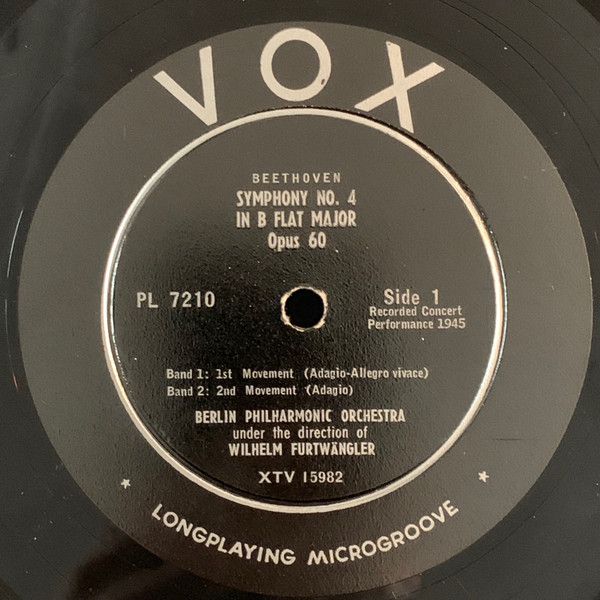 VOX
BEETHOVEN
SYMPHONY NO. 4
IN B FLAT MAJOR
Opus 60
PL 7210
Side 1
Recorded Concert
Performance 1945
Band 1: 1st Movement (Adagio-Allegro vivace)
Band 2: 2nd Movement (Adagio)
BERLIN PHILHARMONIC ORCHESTRA
under the direction of
WILHELM FURTWÄNGLER
XTV 15982
* LONGPLAYING MICROGROOVE *